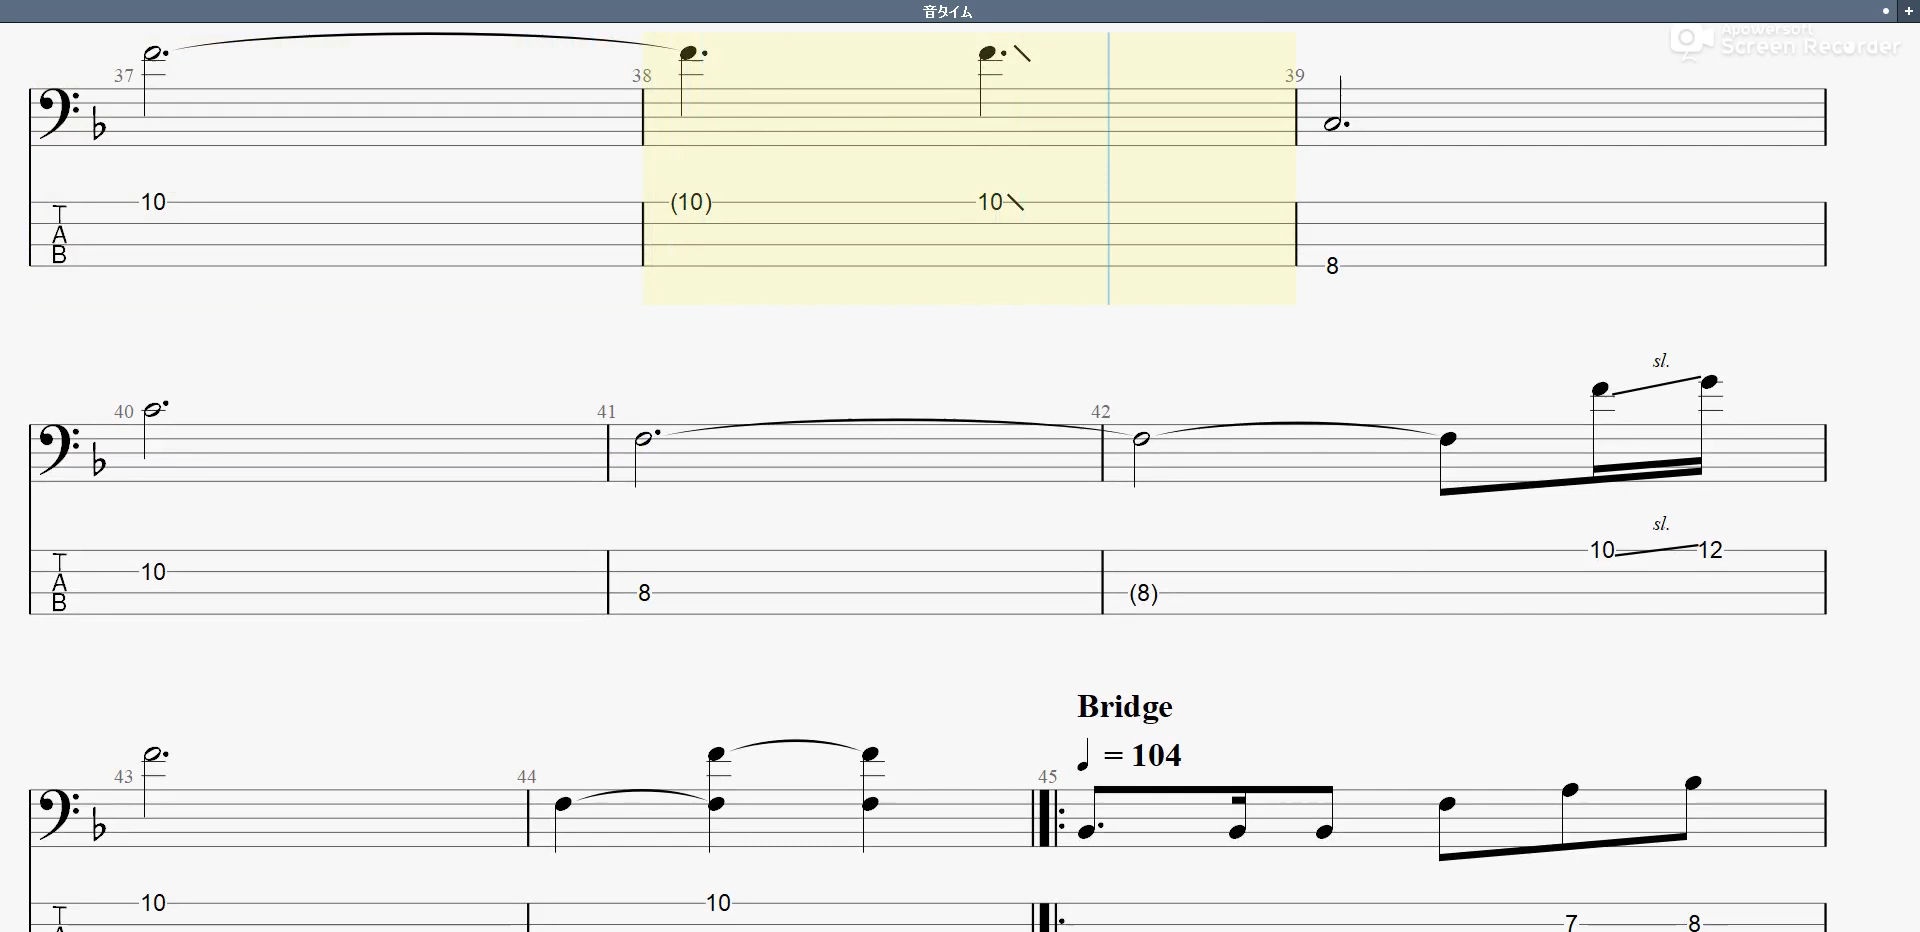 音タイム
Apowersoft
Screen Recorder
37 38 39
10 (10) 10
T
A
B
8
sl.
40 41 42
sl.
10 12
10
T
A
B
8 (8)
Bridge
= 104
43 44 45
10 10
T
7 8